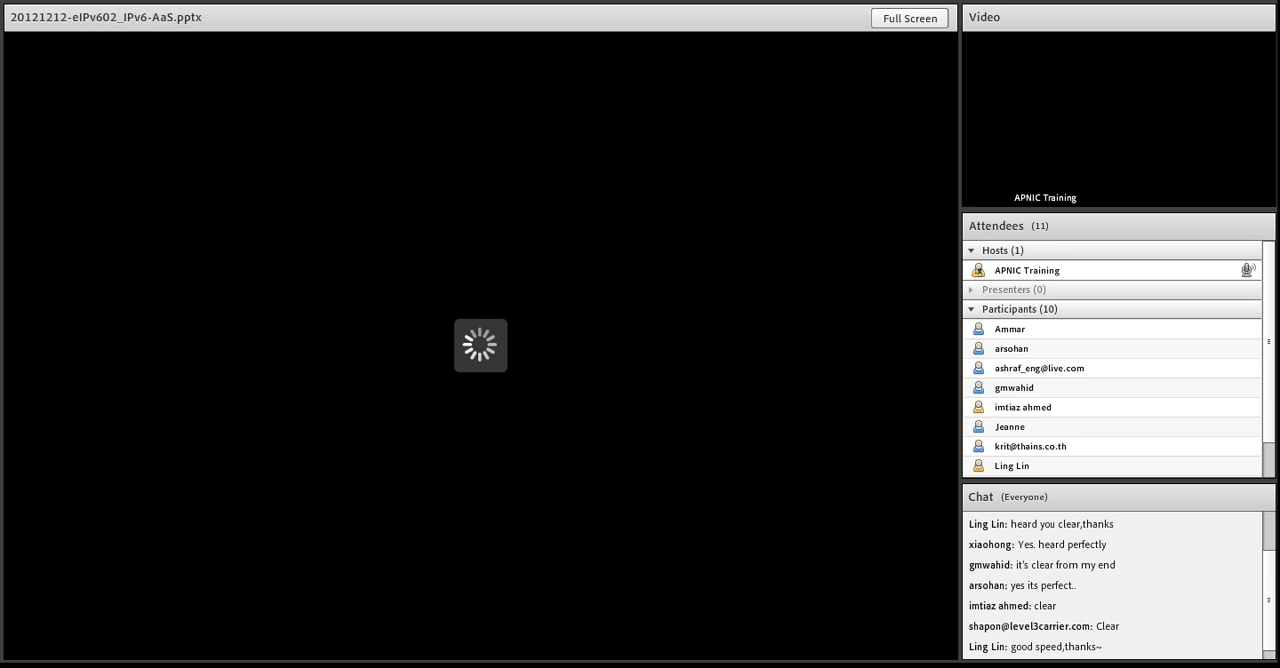 20121212-eIPv602_IPv6-AaS.pptx
Full Screen
Video
APNIC Training
Attendees (11)
Hosts (1)
APNIC Training
Presenters (0)
Participants (10)
Ammar
arsohan
ashraf_eng@live.com
gmwahid
imtiaz ahmed
Jeanne
krit@thains.co.th
Ling Lin
Chat (Everyone)
Ling Lin: heard you clear,thanks
xiaohong: Yes. heard perfectly
gmwahid: it's clear from my end
arsohan: yes its perfect..
imtiaz ahmed: clear
shapon@level3carrier.com: Clear
Ling Lin: good speed,thanks~